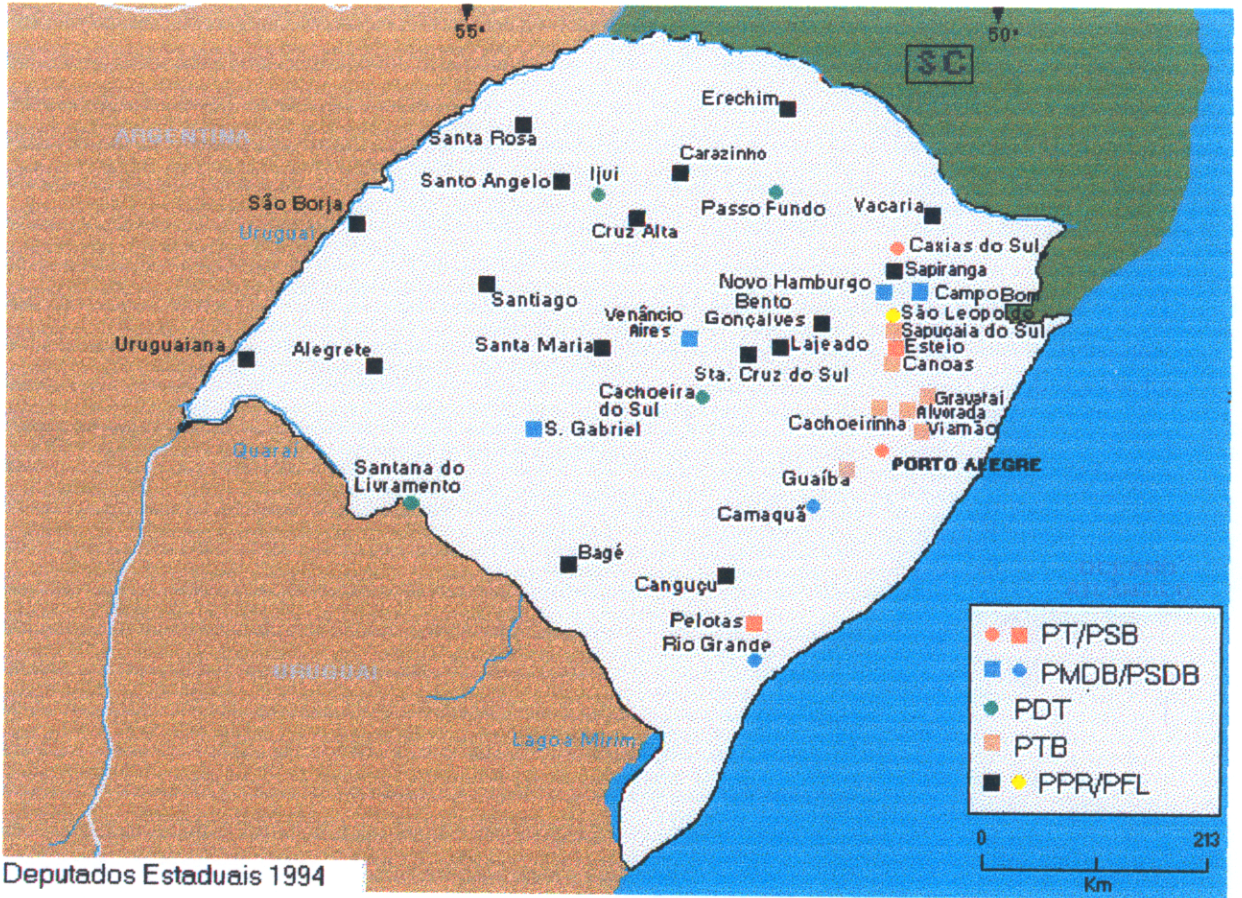 55°
50°
SC
ARGENTINA
Erechim
Santa Rosa
Carazinho
Santo Angelo
Ijui
São Borja
Uruguai
Passo Fundo
Vacaria
Cruz Alta
Caxias do Sul
Sapiranga
Novo Hamburgo
Campo Bom
Santiago
Bento
Gonçalves
São Leopoldo
Venâncio
Aires
Sapucaia do Sul
Uruguaiana
Alegrete
Santa Maria
Lajeado
Esteio
Canoas
Sta. Cruz do Sul
Cachoeira
do Sul
Gravatai
Alvorada
Cachoeirinha
Viamão
S. Gabriel
Quarai
PORTO ALEGRE
Santana do
Livramento
Guaíba
Camaquã
Bagé
Canguçu
OCEANO
Pelotas
Rio Grande
URUGUAI
Lagoa Mirim
PT/PSB
PMDB/PSDB
PDT
PTB
PPR/PFL
0 213
Km
Deputados Estaduais 1994